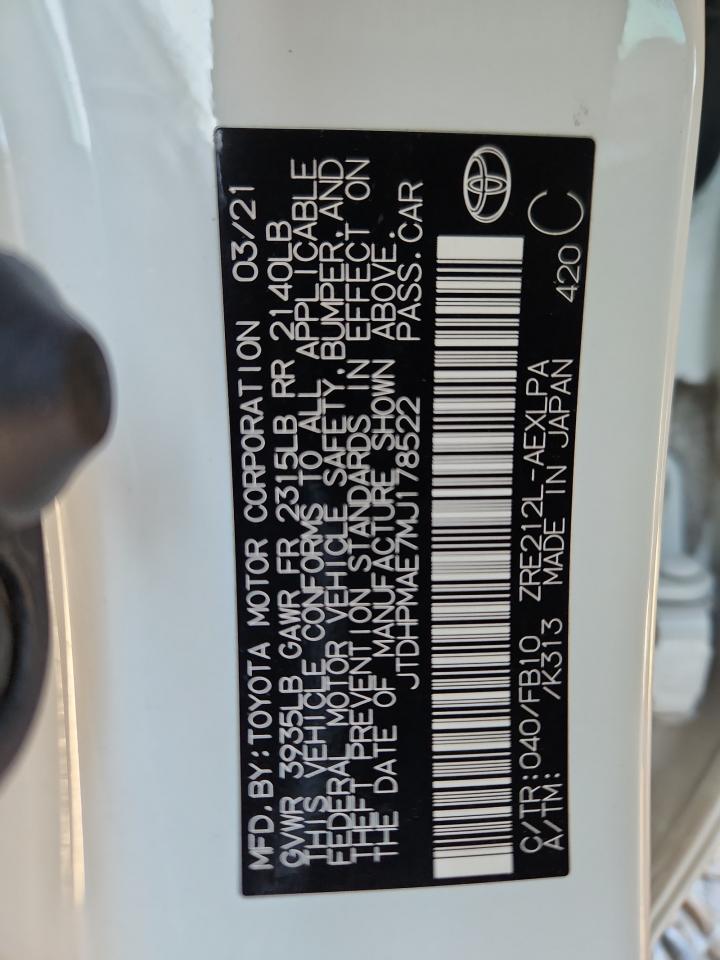 MFD.BY:TOYOTA MOTOR CORPORATION 03/21
GVWR 3935LB GAWR FR 2315LB RR 2140LB
THIS VEHICLE CONFORMS TO ALL APPLICABLE
FEDERAL MOTOR VEHICLE SAFETY,BUMPER,AND
THEFT PREVENTION STANDARDS IN EFFECT ON
THE DATE OF MANUFACTURE SHOWN ABOVE.
JTDHPMAE7MJ178522 PASS.CAR
C/TR:040/FB10 ZRE212L-AEXLPA 420 C
A/TM: /K313 MADE IN JAPAN